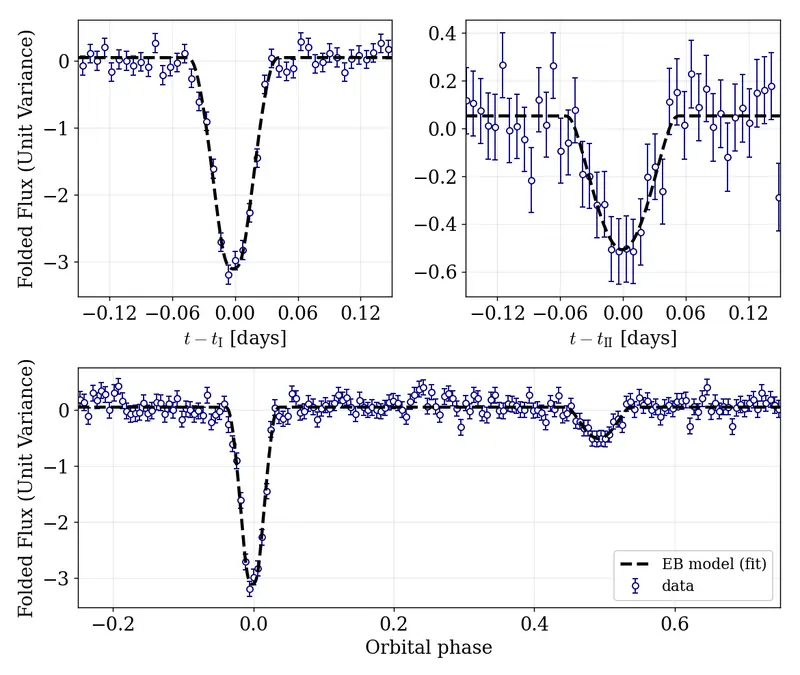 Folded Flux (Unit Variance)
0
−1
−2
−3
−0.12 −0.06 0.00 0.06 0.12
t − tI [days]
0.4
0.2
0.0
−0.2
−0.4
−0.6
−0.12 −0.06 0.00 0.06 0.12
t − tII [days]
Folded Flux (Unit Variance)
0
−1
−2
−3
EB model (fit)
data
−0.2 0.0 0.2 0.4 0.6
Orbital phase